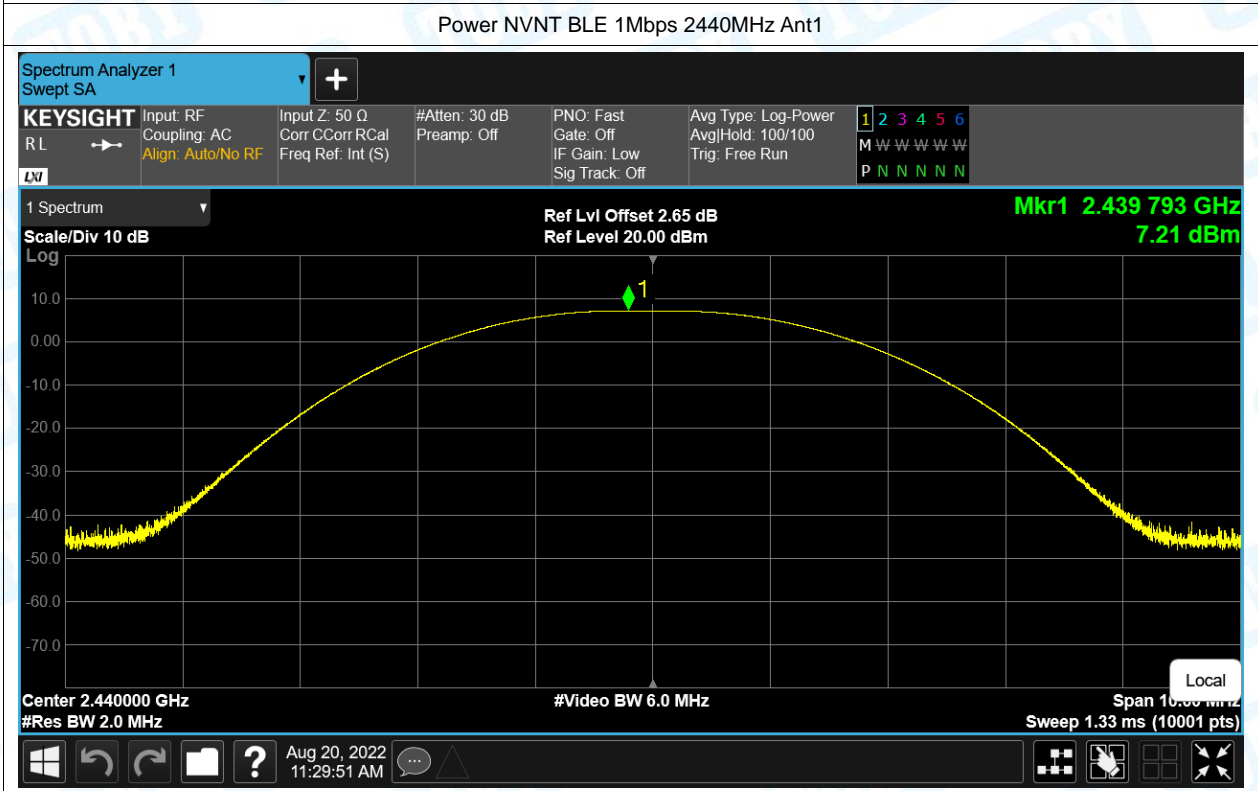 Power NVNT BLE 1Mbps 2440MHz Ant1
Spectrum Analyzer 1
Swept SA
+
KEYSIGHT
R L
LXI
Input: RF
Coupling: AC
Align: Auto/No RF
Input Z: 50 Ω
Corr CCorr RCal
Freq Ref: Int (S)
#Atten: 30 dB
Preamp: Off
PNO: Fast
Gate: Off
IF Gain: Low
Sig Track: Off
Avg Type: Log-Power
Avg|Hold: 100/100
Trig: Free Run
1 2 3 4 5 6
M W W W W W
P N N N N N
1 Spectrum
Scale/Div 10 dB
Log
Ref Lvl Offset 2.65 dB
Ref Level 20.00 dBm
Mkr1 2.439 793 GHz
7.21 dBm
1
10.0
0.00
-10.0
-20.0
-30.0
-40.0
-50.0
-60.0
-70.0
Local
Center 2.440000 GHz
#Res BW 2.0 MHz
#Video BW 6.0 MHz
Span 10.00 MHz
Sweep 1.33 ms (10001 pts)
?
Aug 20, 2022
11:29:51 AM